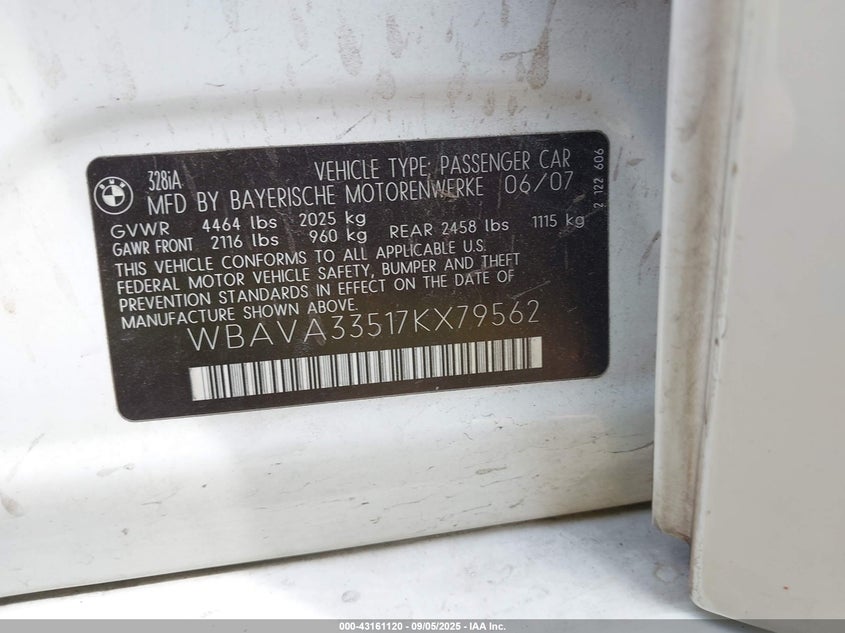 BMW
328iA VEHICLE TYPE: PASSENGER CAR
MFD BY BAYERISCHE MOTORENWERKE 06/07
GVWR 4464 lbs 2025 kg
GAWR FRONT 2116 lbs 960 kg REAR 2458 lbs 1115 kg
THIS VEHICLE CONFORMS TO ALL APPLICABLE U.S.
FEDERAL MOTOR VEHICLE SAFETY, BUMPER AND THEFT
PREVENTION STANDARDS IN EFFECT ON THE DATE OF
MANUFACTURE SHOWN ABOVE.
WBAVA33517KX79562
2 122 606
000-43161120 - 09/05/2025 - IAA Inc.